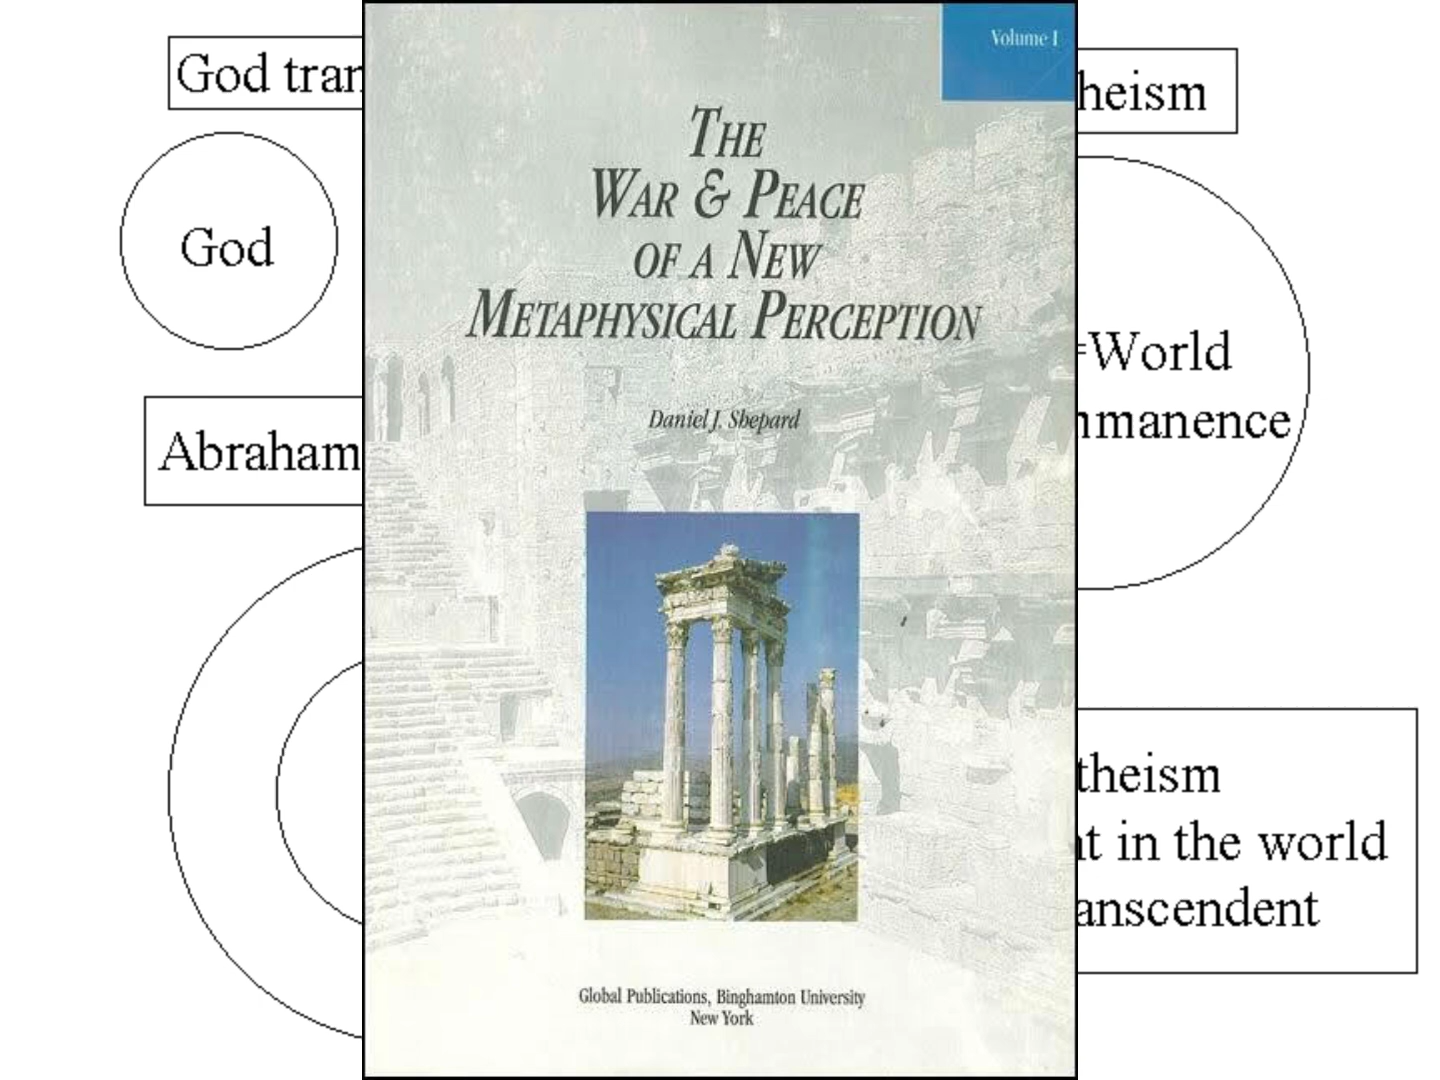 God tran
God
Abraham
Volume I
THE
WAR & PEACE
OF A NEW
METAPHYSICAL PERCEPTION
Daniel J. Shepard
Global Publications, Binghamton University
New York
heism
=World
manence
theism
t in the world
anscendent